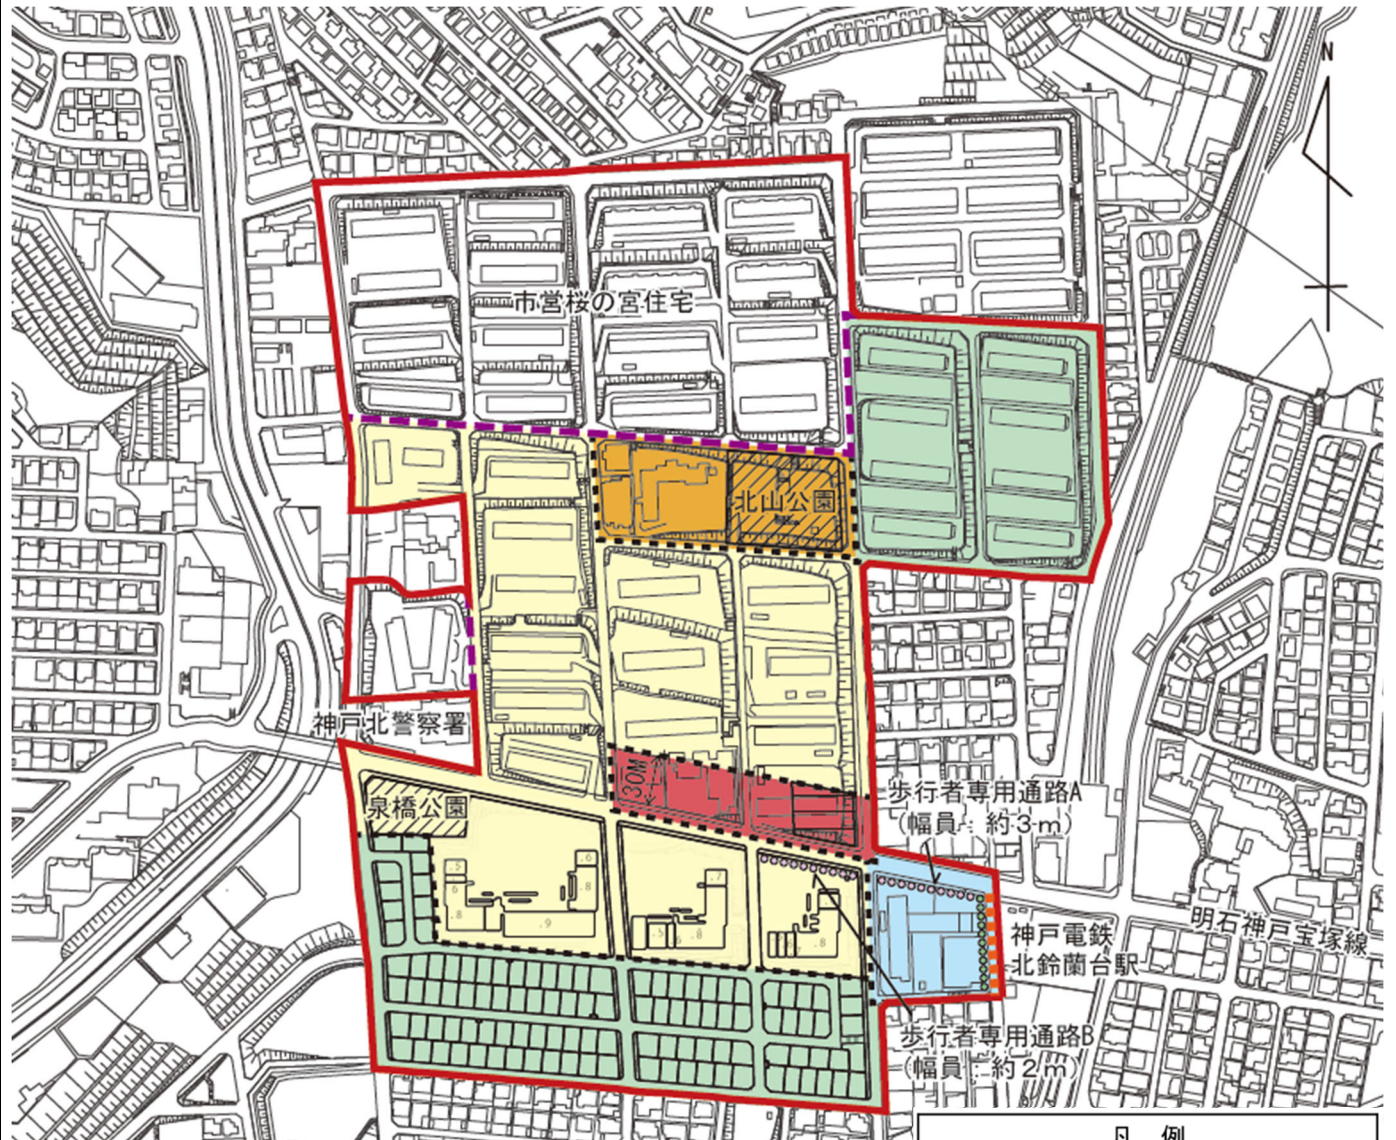 N
市営桜の宮住宅
北山公園
神戸北警察署
30M
泉橋公園
歩行者専用通路A
(幅員:約3m)
神戸電鉄
北鈴蘭台駅
明石神戸宝塚線
歩行者専用通路B
(幅員:約2m)
凡 例